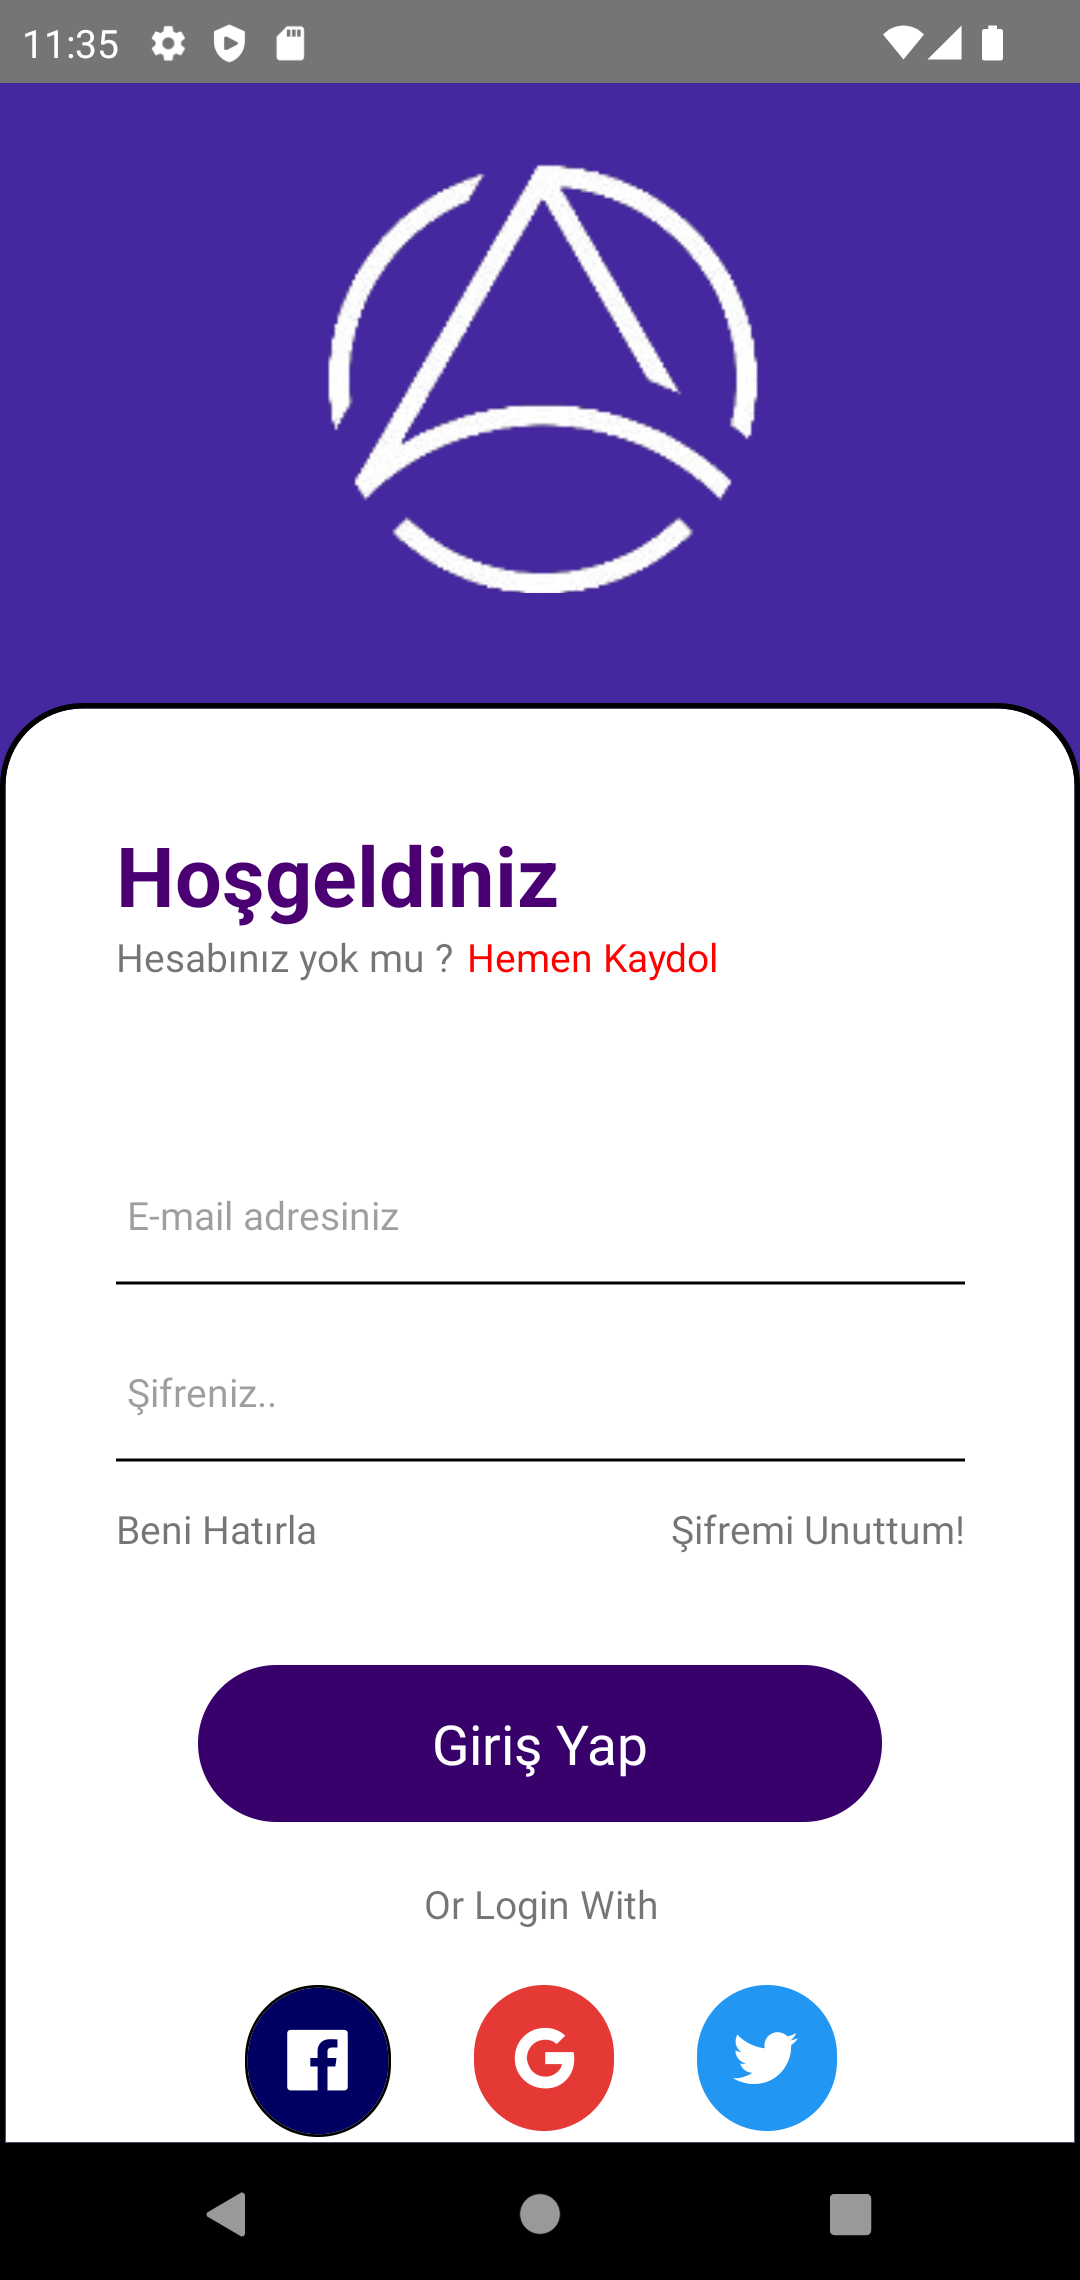 11:35
Hoşgeldiniz
Hesabınız yok mu ? Hemen Kaydol
E-mail adresiniz
Şifreniz..
Beni Hatırla Şifremi Unuttum!
Giriş Yap
Or Login With